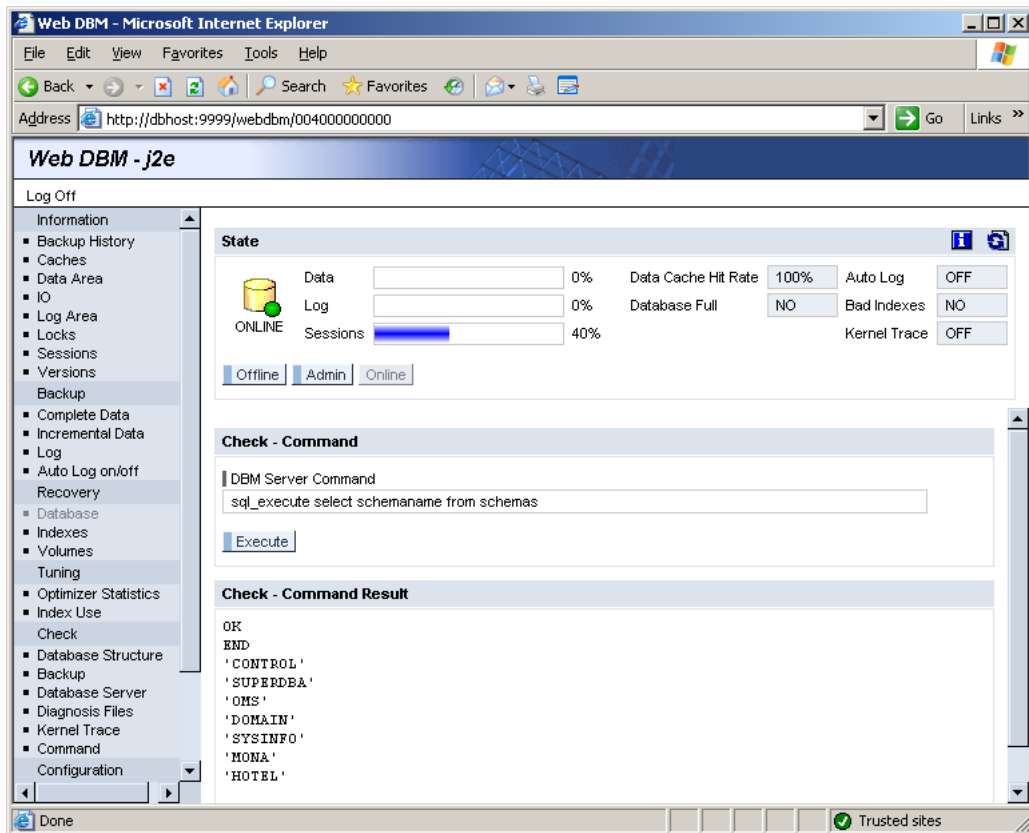 Web DBM - Microsoft Internet Explorer
File Edit View Favorites Tools Help
Back Search Favorites
Address http://dbhost:9999/webdbm/004000000000 Go Links »
Web DBM - j2e
Log Off
Information
Backup History
Caches
Data Area
IO
Log Area
Locks
Sessions
Versions
Backup
Complete Data
Incremental Data
Log
Auto Log on/off
Recovery
Database
Indexes
Volumes
Tuning
Optimizer Statistics
Index Use
Check
Database Structure
Backup
Database Server
Diagnosis Files
Kernel Trace
Command
Configuration
State
ONLINE
Data 0% Data Cache Hit Rate 100% Auto Log OFF
Log 0% Database Full NO Bad Indexes NO
Sessions 40% Kernel Trace OFF
Offline Admin Online
Check - Command
DBM Server Command
sql_execute select schemaname from schemas
Execute
Check - Command Result
OK
END
'CONTROL'
'SUPERDBA'
'OMS'
'DOMAIN'
'SYSINFO'
'MONA'
'HOTEL'
Done Trusted sites